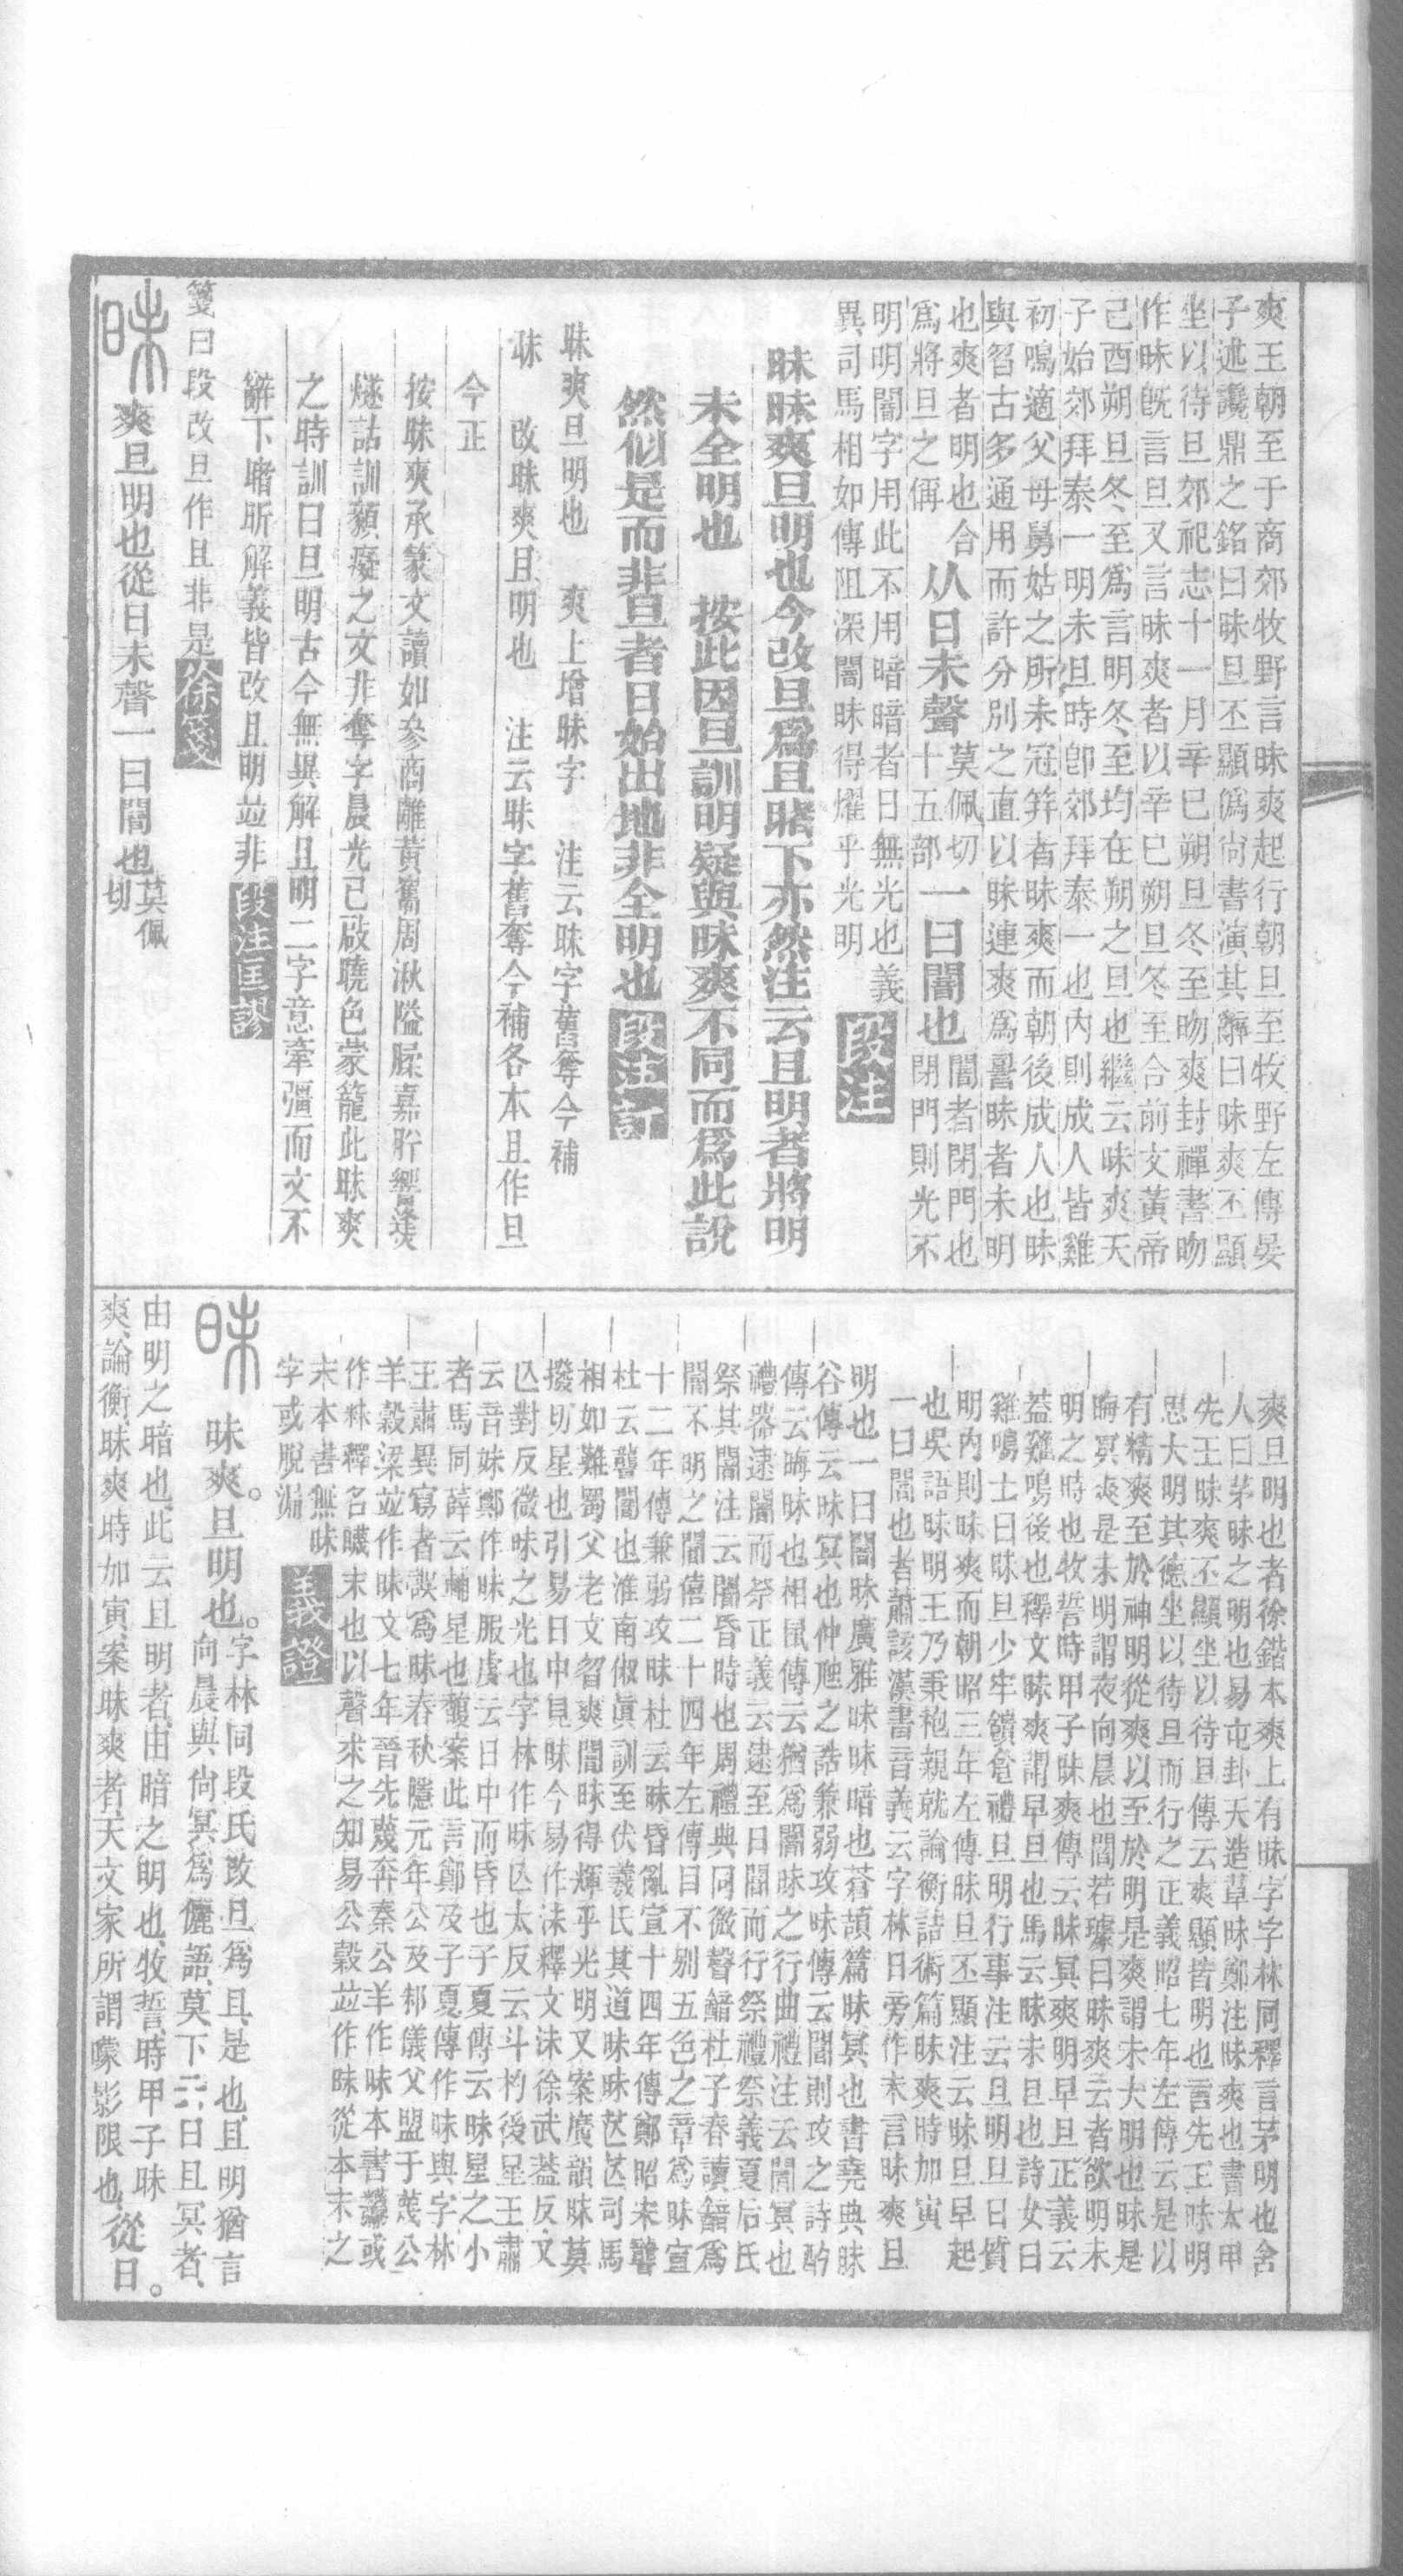 爽王朝至于商郊牧野言昧爽起行朝旦至牧野左傳晏
子述讒鼎之銘曰昧旦丕顯僞尙書演其辭曰昧爽丕顯
坐以待旦郊祀志十一月辛巳朔旦冬至昒爽封禪書昒
作昧旣言旦又言昧爽者以辛巳朔旦冬至合前文黃帝
己酉朔旦冬至爲言明冬至均在朔之旦也繼云昧爽天
子始郊拜泰一明未旦時卽郊拜泰一也內則成人皆雞
初鳴適父母舅姑之所未冠笄者昧爽而朝後成人也昧
與曶古多通用而許分別之直以昧連爽爲暑昧者未明
也爽者明也合
爲將旦之偁
从日未聲
莫佩切
十五部
一曰闇也
闇者閉門也
閉門則光不
明明闇字用此不用暗暗者日無光也義
異司馬相如傳阻深闇昧得燿乎光明
段注
昧昧爽旦明也今改旦爲且睹下亦然注云且明者將明
未全明也　按此因旦訓明疑與昧爽不同而爲此說
然似是而非旦者日始出地非全明也
段注訂
昧爽旦明也　爽上增昧字　注云昧字舊奪今補
昧　改昧爽且明也　注云昧字舊奪今補各本且作旦
今正
按昧爽承篆文讀如參商離黃巂周湫隘𦞦嘉肸響㸚
燧詁訓䫉癡之文非奪字晨光已啟曉色蒙籠此昧爽
之時訓曰旦明古今無異解且明二字意牽彊而文不
辭下睹昕解義皆改且明竝非
段注匡謬
箋曰段改旦作且非是
徐箋
昧
爽旦明也從日未聲一曰闇也
莫佩
切
爽旦明也者徐鍇本爽上有昧字字林同釋言茅明也舍
人曰茅昧之明也易屯卦天造草昧鄭注昧爽也書太甲
先王昧爽丕顯坐以待旦傳云爽顯皆明也言先王昧明
思大明其德坐以待旦而行之正義昭七年左傳云是以
有精爽至於神明從爽以至於明是爽謂未大明也昧是
晦冥爽是未明謂夜向晨也閻若璩曰昧爽云者欲明未
明之時也牧誓時甲子昧爽傳云昧冥爽明早旦正義云
蓋雞鳴後也釋文昧爽謂早旦也馬云昧未旦也詩女曰
雞鳴士曰昧旦少牢饋食禮旦明行事注云旦明旦日質
明內則昧爽而朝昭三年左傳昧旦丕顯注云昧旦早起
也吳語昧明王乃秉枹親就論衡詰術篇昧爽時加寅
一曰闇也者蕭該漢書音義云字林日旁作未言昧爽旦
明也一曰闇昧廣雅昧昧暗也蒼頡篇昧冥也書堯典昧
谷傳云昧冥也仲虺之誥兼弱攻昧傳云闇則攻之詩酌
傳云晦昧也相鼠傳云猶爲闇昧之行曲禮注云闇冥也
禮器逮闇而祭正義云逮至日闇而行祭禮祭義夏后氏
祭其闇注云闇昏時也周禮典同微聲韽杜子春讀韽爲
闇不明之闇僖二十四年左傳目不別五色之章爲昧宣
十二年傳兼弱攻昧杜云昧昏亂宣十四年傳鄭昭宋聾
杜云聾闇也淮南俶眞訓至伏羲氏其道昧昧芒芒司馬
相如難蜀父老文曶爽闇昧得輝乎光明又案廣韻昧莫
撥切星也引易日中見昧今易作沬釋文沬徐武蓋反又
亾對反微昧之光也字林作昧亾太反云斗杓後星王肅
云音妹鄭作昧服虔云日中而昏也子夏傳云昧星之小
者馬同薛云輔星也馥案此言鄭及子夏傳作昧與字林
王肅異寫者誤爲昧春秋隱元年公及邾儀父盟于蔑公
羊穀梁竝作昧文七年晉先蔑奔秦公羊作昧本書䁾或
作𥹑釋名䁾末也以聲求之知易公穀竝作昧從本末之
末本書無昧
字或脫漏
義證
昧
昧爽。旦明也。
字林同段氏改旦爲且是也且明猶言
向晨與尙冥爲儷語莫下云日且冥者
由明之暗也此云且明者由暗之明也牧誓時甲子昧
爽論衡昧爽時加寅案昧爽者天文家所謂矇影限也
從日。